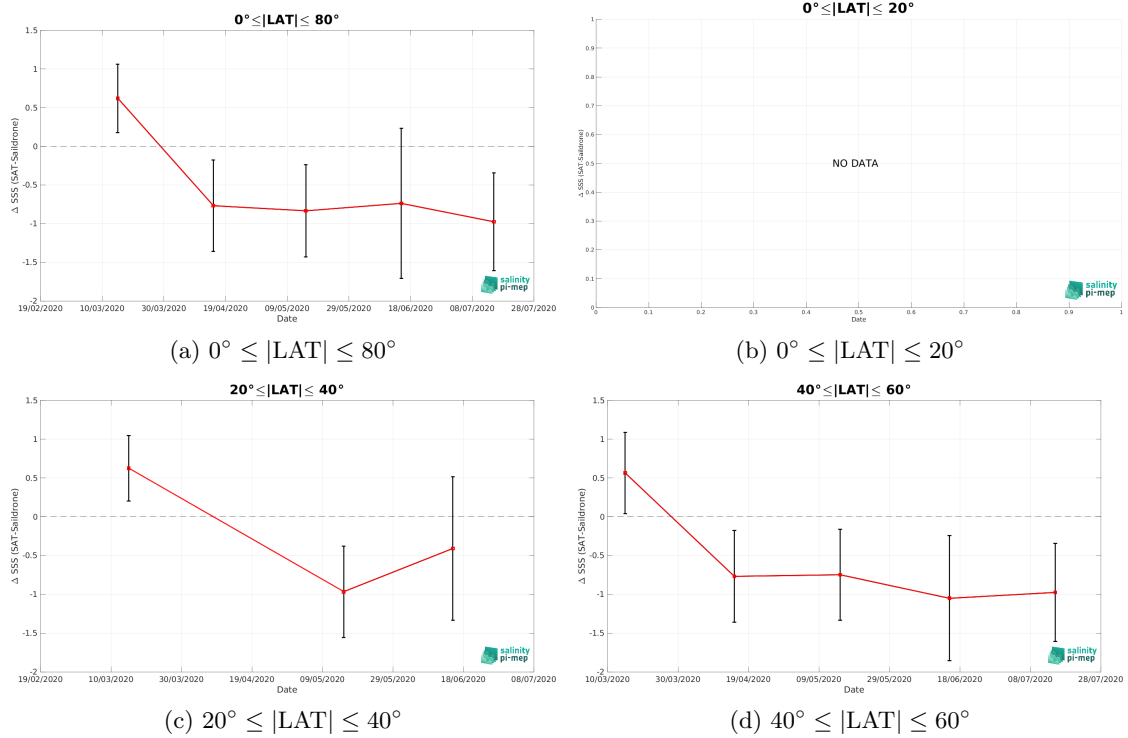 0°≤|LAT|≤ 80°
Δ SSS (SAT-Saildrone)
1.5
1
0.5
0
-0.5
-1
-1.5
-2
19/02/2020 10/03/2020 30/03/2020 19/04/2020 09/05/2020 29/05/2020 18/06/2020 08/07/2020 28/07/2020
Date
salinity
pi-mep
(a) 0° ≤ |LAT| ≤ 80°
0°≤|LAT|≤ 20°
Δ SSS (SAT-Saildrone)
1
0.9
0.8
0.7
0.6
0.5
0.4
0.3
0.2
0.1
0
NO DATA
0 0.1 0.2 0.3 0.4 0.5 0.6 0.7 0.8 0.9 1
Date
salinity
pi-mep
(b) 0° ≤ |LAT| ≤ 20°
20°≤|LAT|≤ 40°
Δ SSS (SAT-Saildrone)
1.5
1
0.5
0
-0.5
-1
-1.5
-2
19/02/2020 10/03/2020 30/03/2020 19/04/2020 09/05/2020 29/05/2020 18/06/2020 08/07/2020
Date
salinity
pi-mep
(c) 20° ≤ |LAT| ≤ 40°
40°≤|LAT|≤ 60°
Δ SSS (SAT-Saildrone)
1.5
1
0.5
0
-0.5
-1
-1.5
-2
10/03/2020 30/03/2020 19/04/2020 09/05/2020 29/05/2020 18/06/2020 08/07/2020 28/07/2020
Date
salinity
pi-mep
(d) 40° ≤ |LAT| ≤ 60°